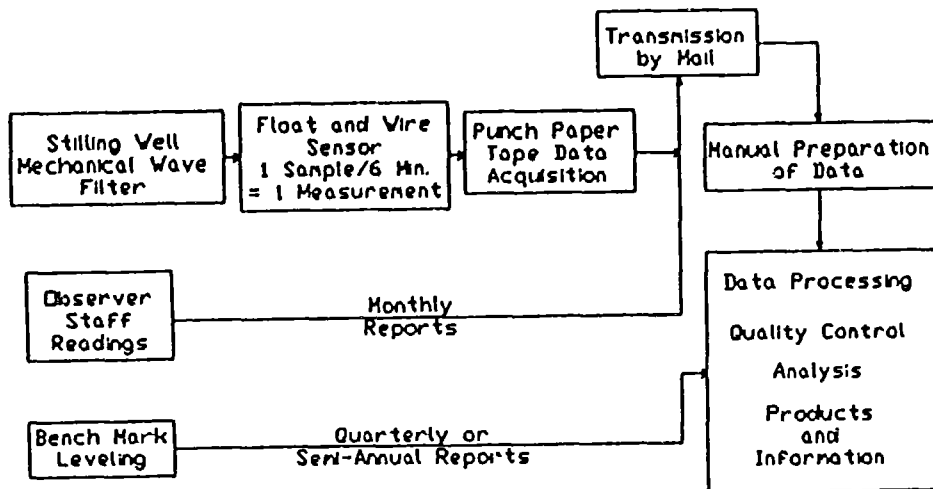 Transmission
by Mail
Stilling Well
Mechanical Wave
Filter
Float and Wire
Sensor
1 Sample/6 Min.
= 1 Measurement
Punch Paper
Tape Data
Acquisition
Manual Preparation
of Data
Observer
Staff
Readings
Monthly
Reports
Bench Mark
Leveling
Quarterly or
Semi-Annual Reports
Data Processing
Quality Control
Analysis
Products
and
Information